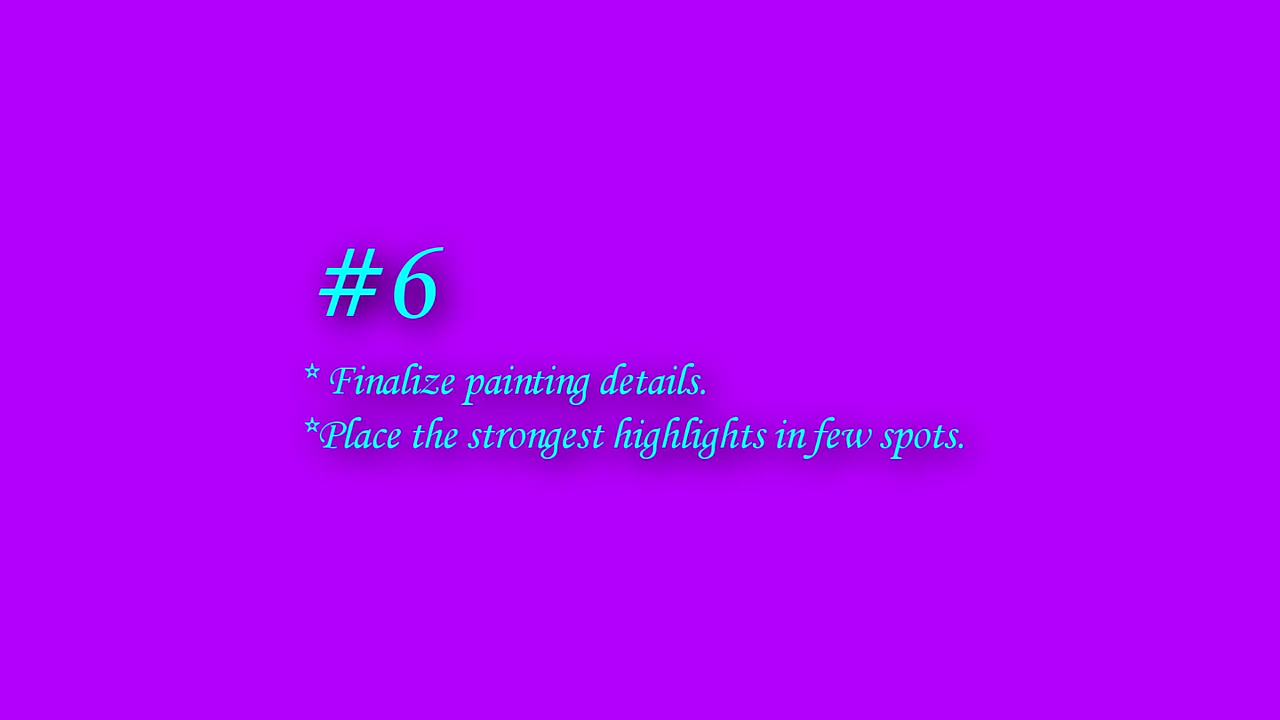 #6
* Finalize painting details.
*Place the strongest highlights in few spots.